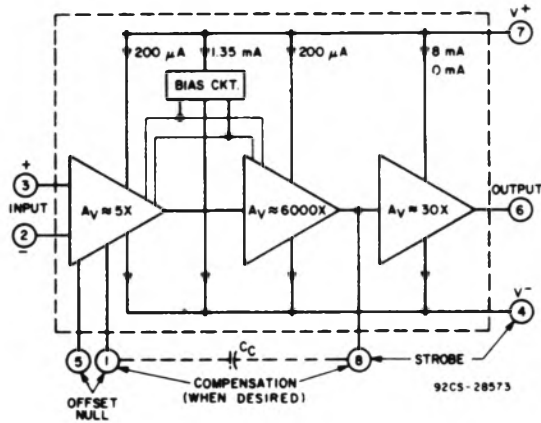 V+
7
200 μA
1.35 mA
200 μA
8 mA
0 mA
BIAS CKT.
+
3
INPUT
2
−
AV ≈ 5X
AV ≈ 6000X
AV ≈ 30X
OUTPUT
6
V−
4
CC
5
1
8
STROBE
OFFSET
NULL
COMPENSATION
(WHEN DESIRED)
92CS-28573